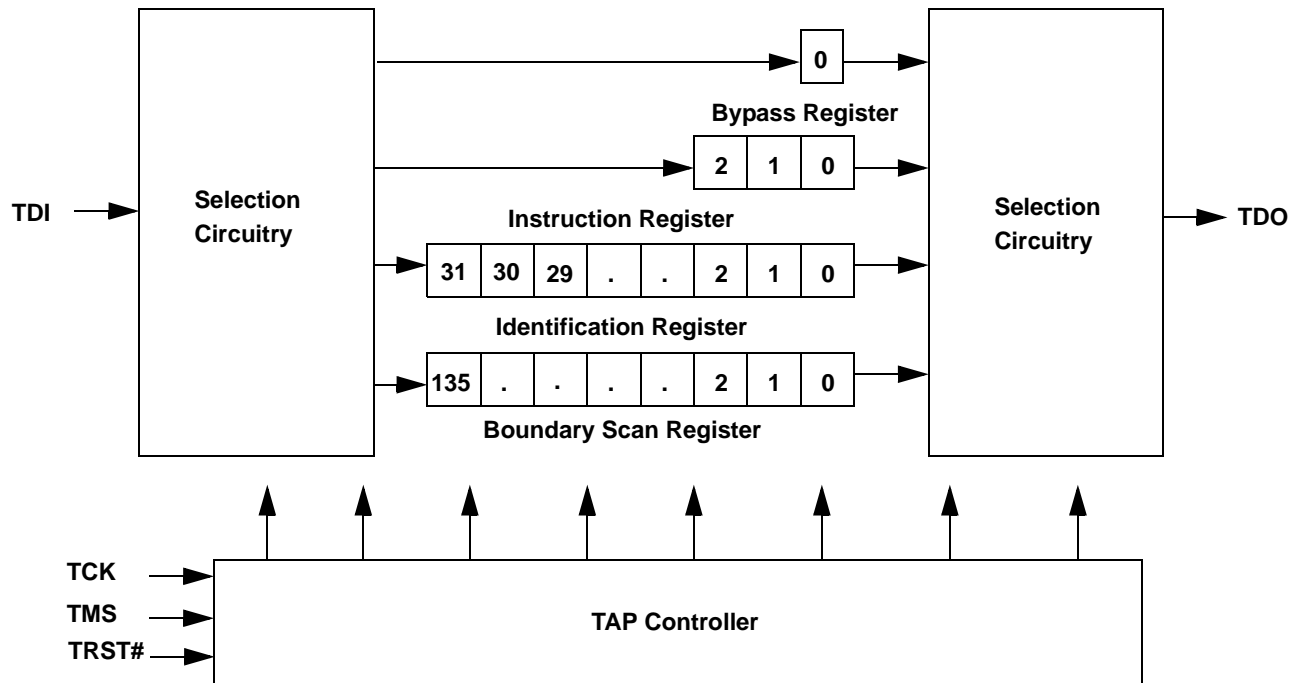 0
Bypass Register
2 1 0
TDI
Selection
Circuitry
Instruction Register
31 30 29 . . 2 1 0
Identification Register
135 . . . . 2 1 0
Boundary Scan Register
Selection
Circuitry
TDO
TCK
TMS
TRST#
TAP Controller